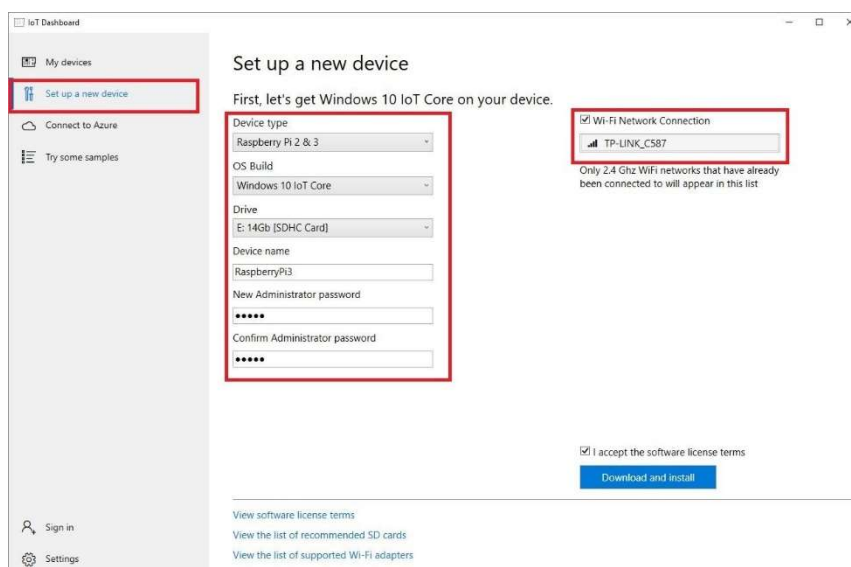 IoT Dashboard
My devices
Set up a new device
Connect to Azure
Try some samples
Sign in
Settings
Set up a new device
First, let's get Windows 10 IoT Core on your device.
Device type
Raspberry Pi 2 & 3
OS Build
Windows 10 IoT Core
Drive
E: 14Gb [SDHC Card]
Device name
RaspberryPi3
New Administrator password
•••••
Confirm Administrator password
•••••
Wi-Fi Network Connection
TP-LINK_C587
Only 2.4 Ghz WiFi networks that have already
been connected to will appear in this list
I accept the software license terms
Download and install
View software license terms
View the list of recommended SD cards
View the list of supported Wi-Fi adapters